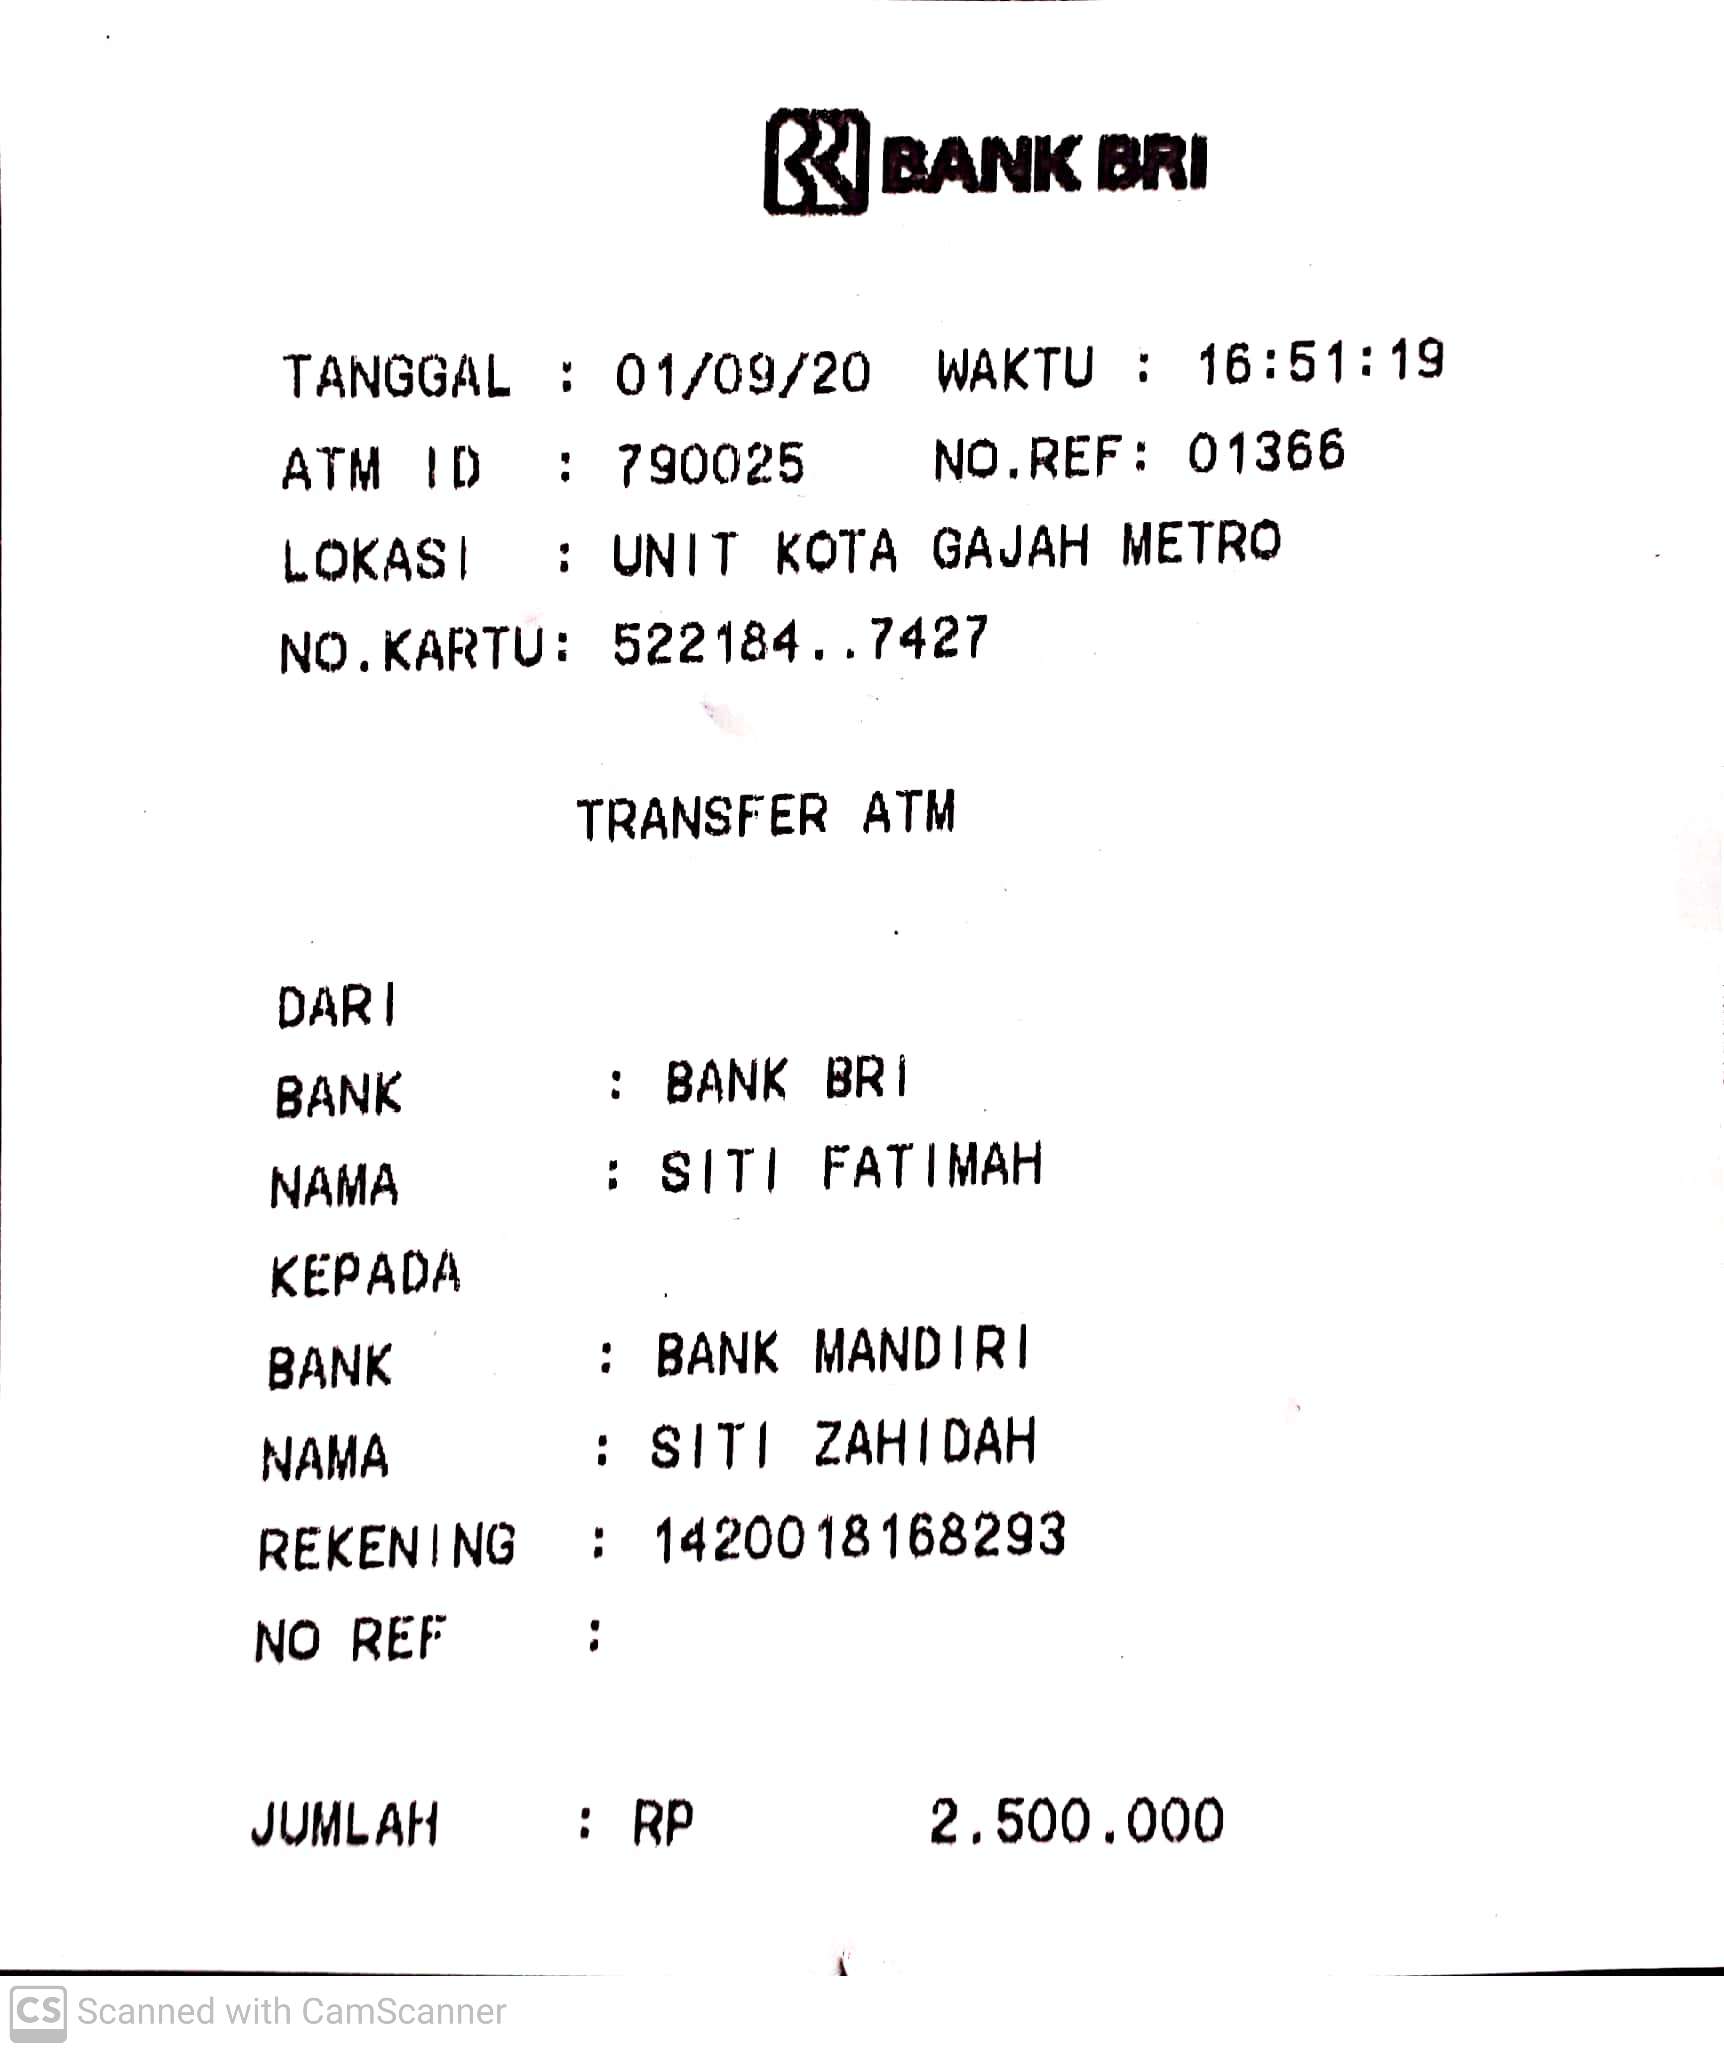 BANK BRI
TANGGAL : 01/09/20 WAKTU : 16:51:19
ATM ID : 790025 NO.REF: 01366
LOKASI : UNIT KOTA GAJAH METRO
NO.KARTU: 522184..7427
TRANSFER ATM
DARI
BANK : BANK BRI
NAMA : SITI FATIMAH
KEPADA
BANK : BANK MANDIRI
NAMA : SITI ZAHIDAH
REKENING : 1420018168293
NO REF :
JUMLAH : RP 2.500.000
CS Scanned with CamScanner